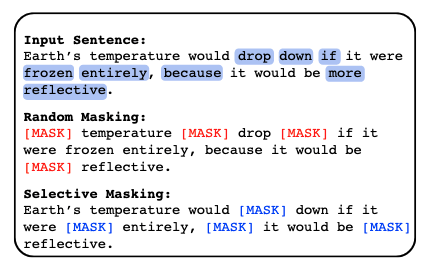 Input Sentence:
Earth's temperature would drop down if it were
frozen entirely, because it would be more
reflective.
Random Masking:
[MASK] temperature [MASK] drop [MASK] if it
were frozen entirely, because it would be
[MASK] reflective.
Selective Masking:
Earth's temperature would [MASK] down if it
were [MASK] entirely, [MASK] it would be [MASK]
reflective.